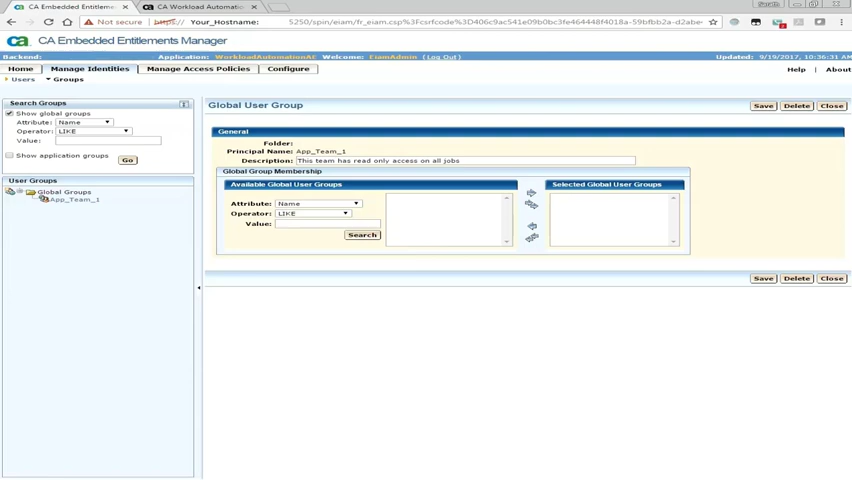 CA Embedded Entitlem
CA Workload Automatio
Not secure
https://
Your_Hostname:
5250/spin/eiam/fr_eiam.csp%3Fcsrfcode%3D406c9ac561n3fe464448f4018a-59bfbb2a-d2abe
CA Embedded Entitlements Manager
Backend:
Application: WorkloadAutomationAE Welcome: EiamAdmin (Log Out)
Updated: 9/19/2017, 10:36:31 AM
Home
Manage Identities
Manage Access Policies
Configure
Help
About
Users
Groups
Search Groups
Show global groups
Attribute: Name
Operator: LIKE
Value:
Show application groups
Go
User Groups
Global Groups
App_Team_1
Global User Group
Save
Delete
Close
General
Folder:
Principal Name: App_Team_1
Description: This team has read only access on all jobs
Global Group Membership
Available Global User Groups
Selected Global User Groups
Attribute: Name
Operator: LIKE
Value:
Search
Save
Delete
Close